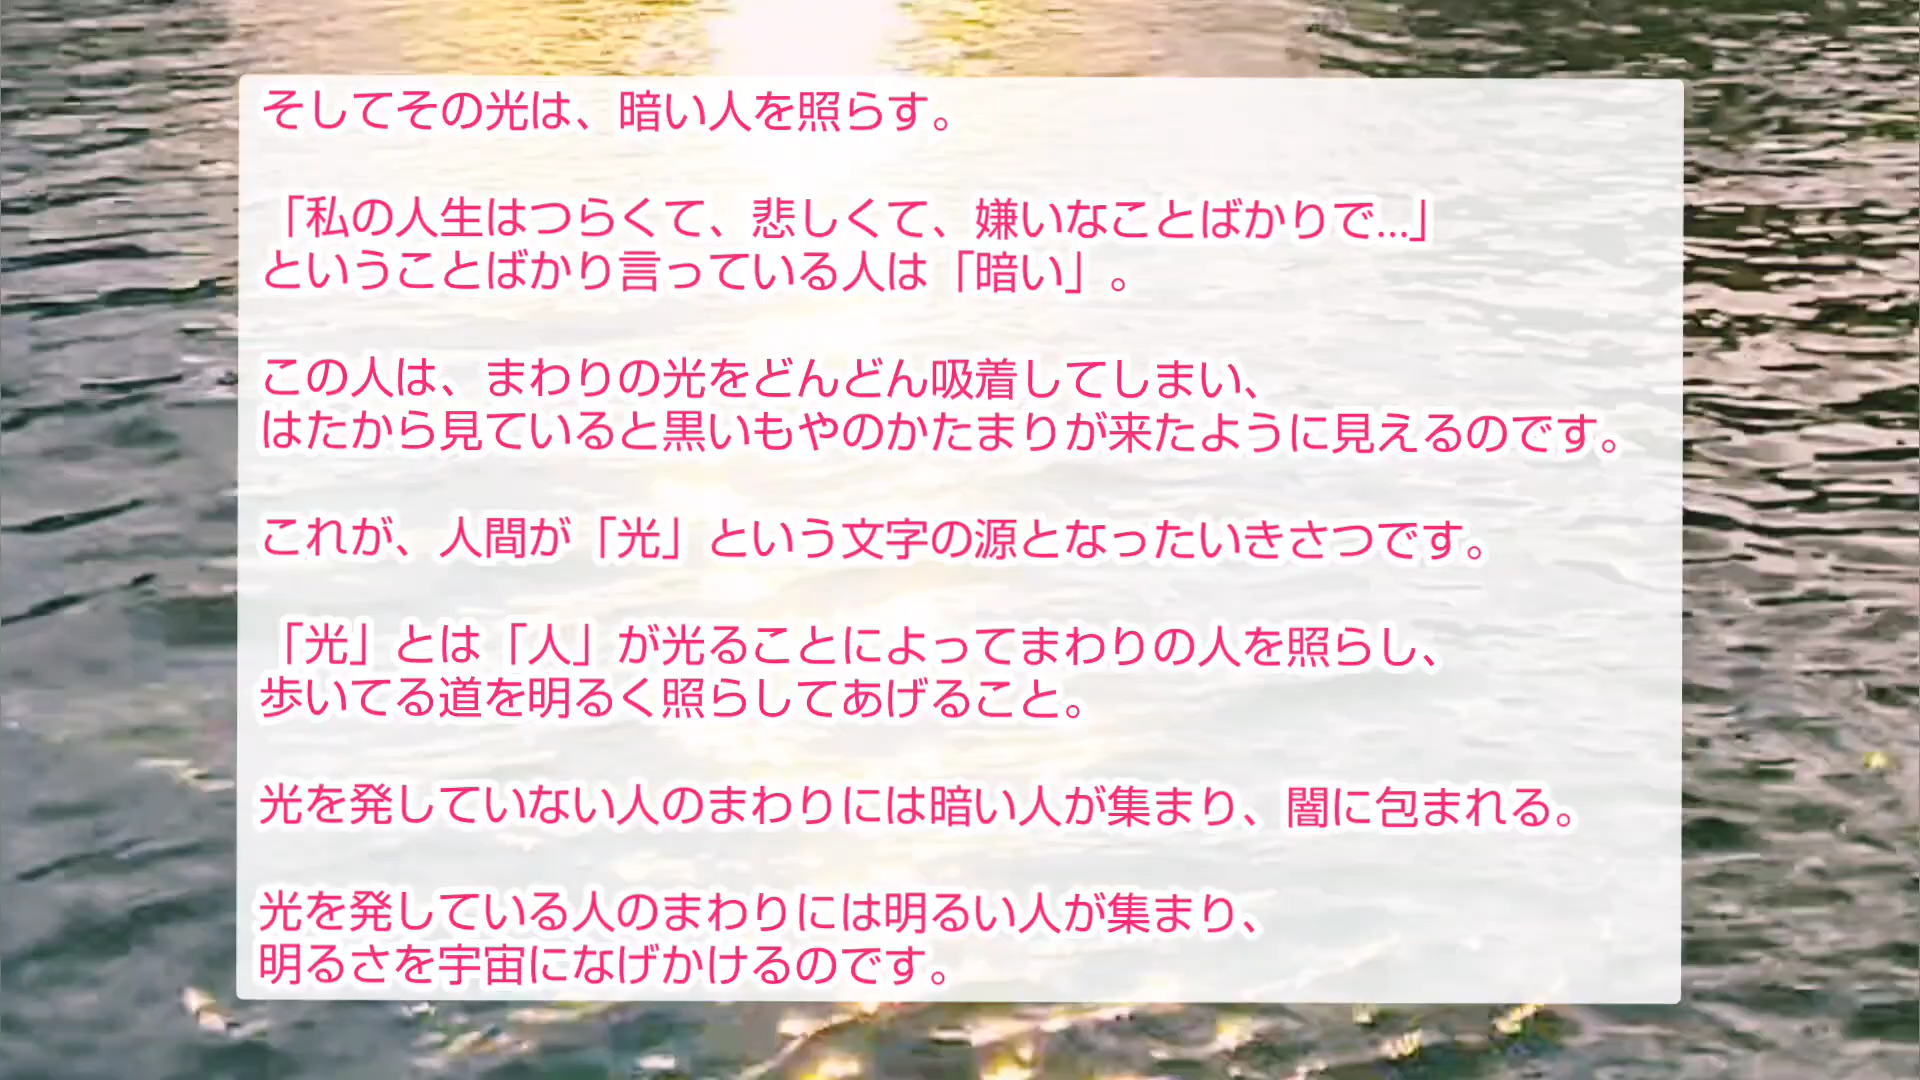 そしてその光は、暗い人を照らす。
「私の人生はつらくて、悲しくて、嫌いなことばかりで…」
ということばかり言っている人は「暗い」。
この人は、まわりの光をどんどん吸着してしまい、
はたから見ていると黒いもやのかたまりが来たように見えるのです。
これが、人間が「光」という文字の源となったいきさつです。
「光」とは「人」が光ることによってまわりの人を照らし、
歩いてる道を明るく照らしてあげること。
光を発していない人のまわりには暗い人が集まり、闇に包まれる。
光を発している人のまわりには明るい人が集まり、
明るさを宇宙になげかけるのです。